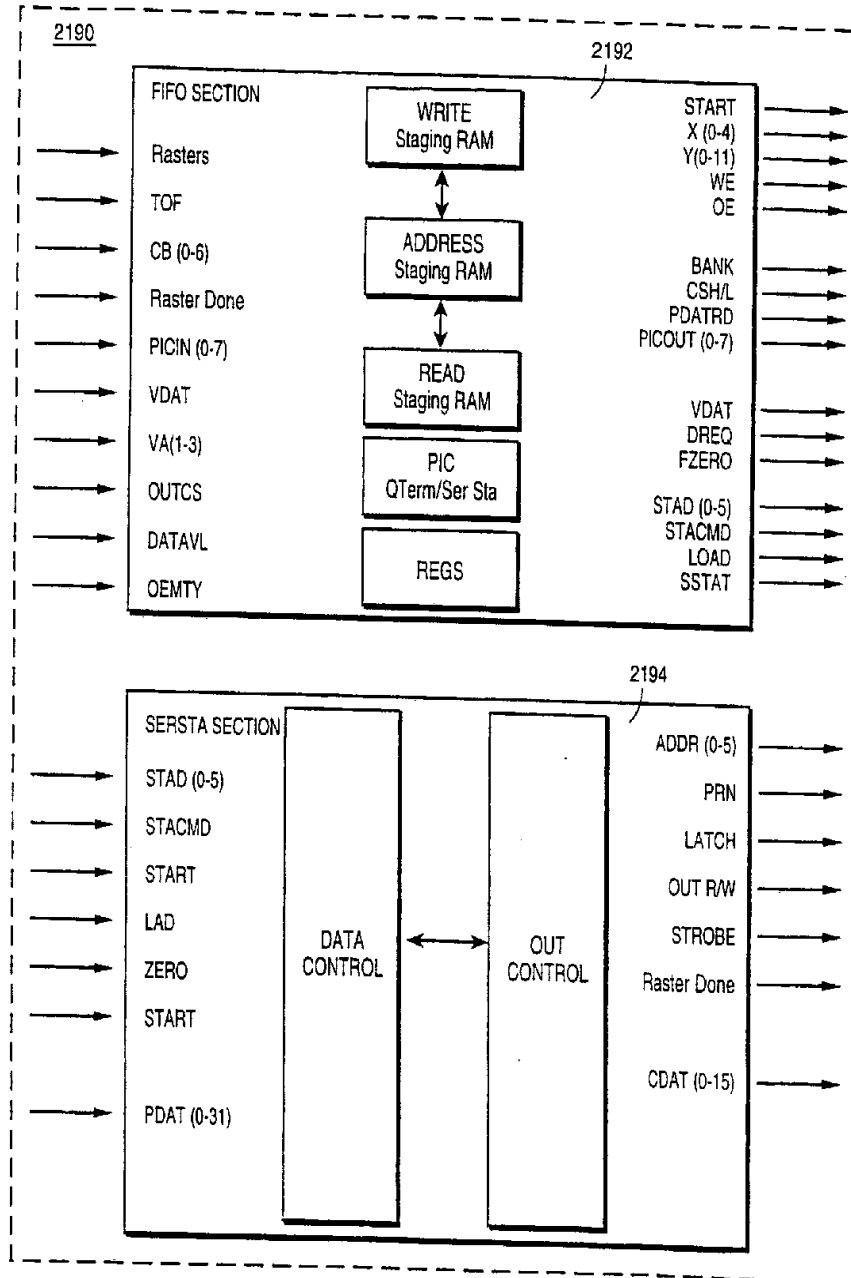 2190
2192
FIFO SECTION
Rasters
TOF
CB (0-6)
Raster Done
PICIN (0-7)
VDAT
VA(1-3)
OUTCS
DATAVL
OEMTY
WRITE
Staging RAM
ADDRESS
Staging RAM
READ
Staging RAM
PIC
QTerm/Ser Sta
REGS
START
X (0-4)
Y(0-11)
WE
OE
BANK
CSH/L
PDATRD
PICOUT (0-7)
VDAT
DREQ
FZERO
STAD (0-5)
STACMD
LOAD
SSTAT
2194
SERSTA SECTION
STAD (0-5)
STACMD
START
LAD
ZERO
START
PDAT (0-31)
DATA
CONTROL
OUT
CONTROL
ADDR (0-5)
PRN
LATCH
OUT R/W
STROBE
Raster Done
CDAT (0-15)